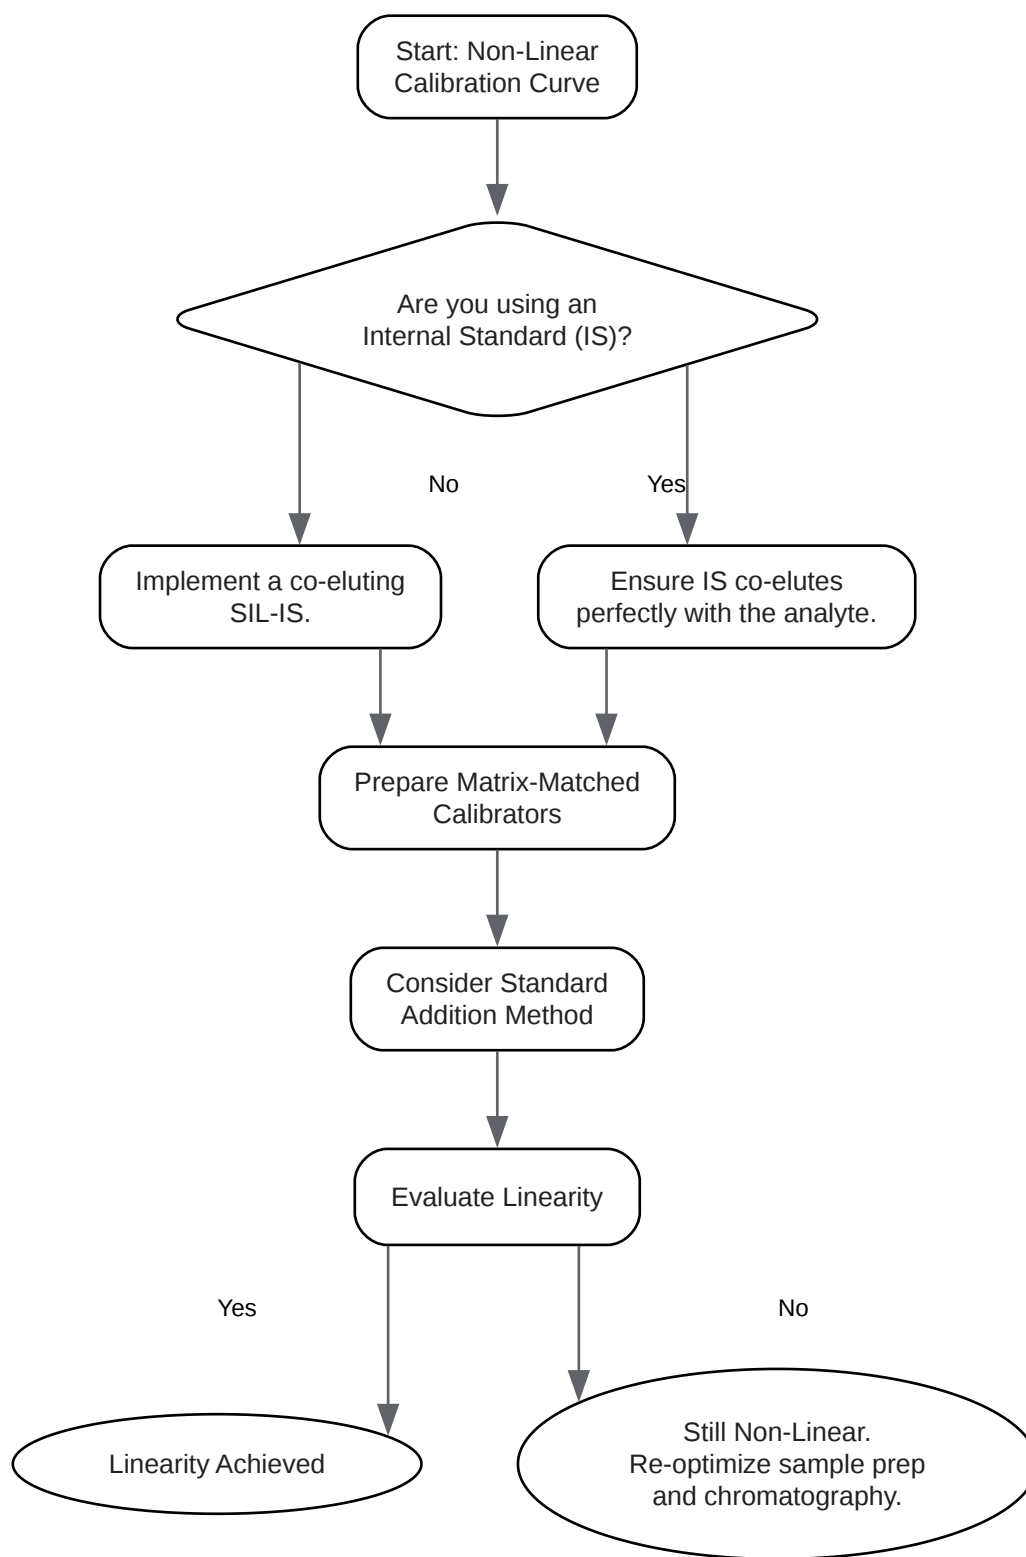 Start: Non-Linear
Calibration Curve
Are you using an
Internal Standard (IS)?
No
Yes
Implement a co-eluting
SIL-IS.
Ensure IS co-elutes
perfectly with the analyte.
Prepare Matrix-Matched
Calibrators
Consider Standard
Addition Method
Evaluate Linearity
Yes
No
Linearity Achieved
Still Non-Linear.
Re-optimize sample prep
and chromatography.